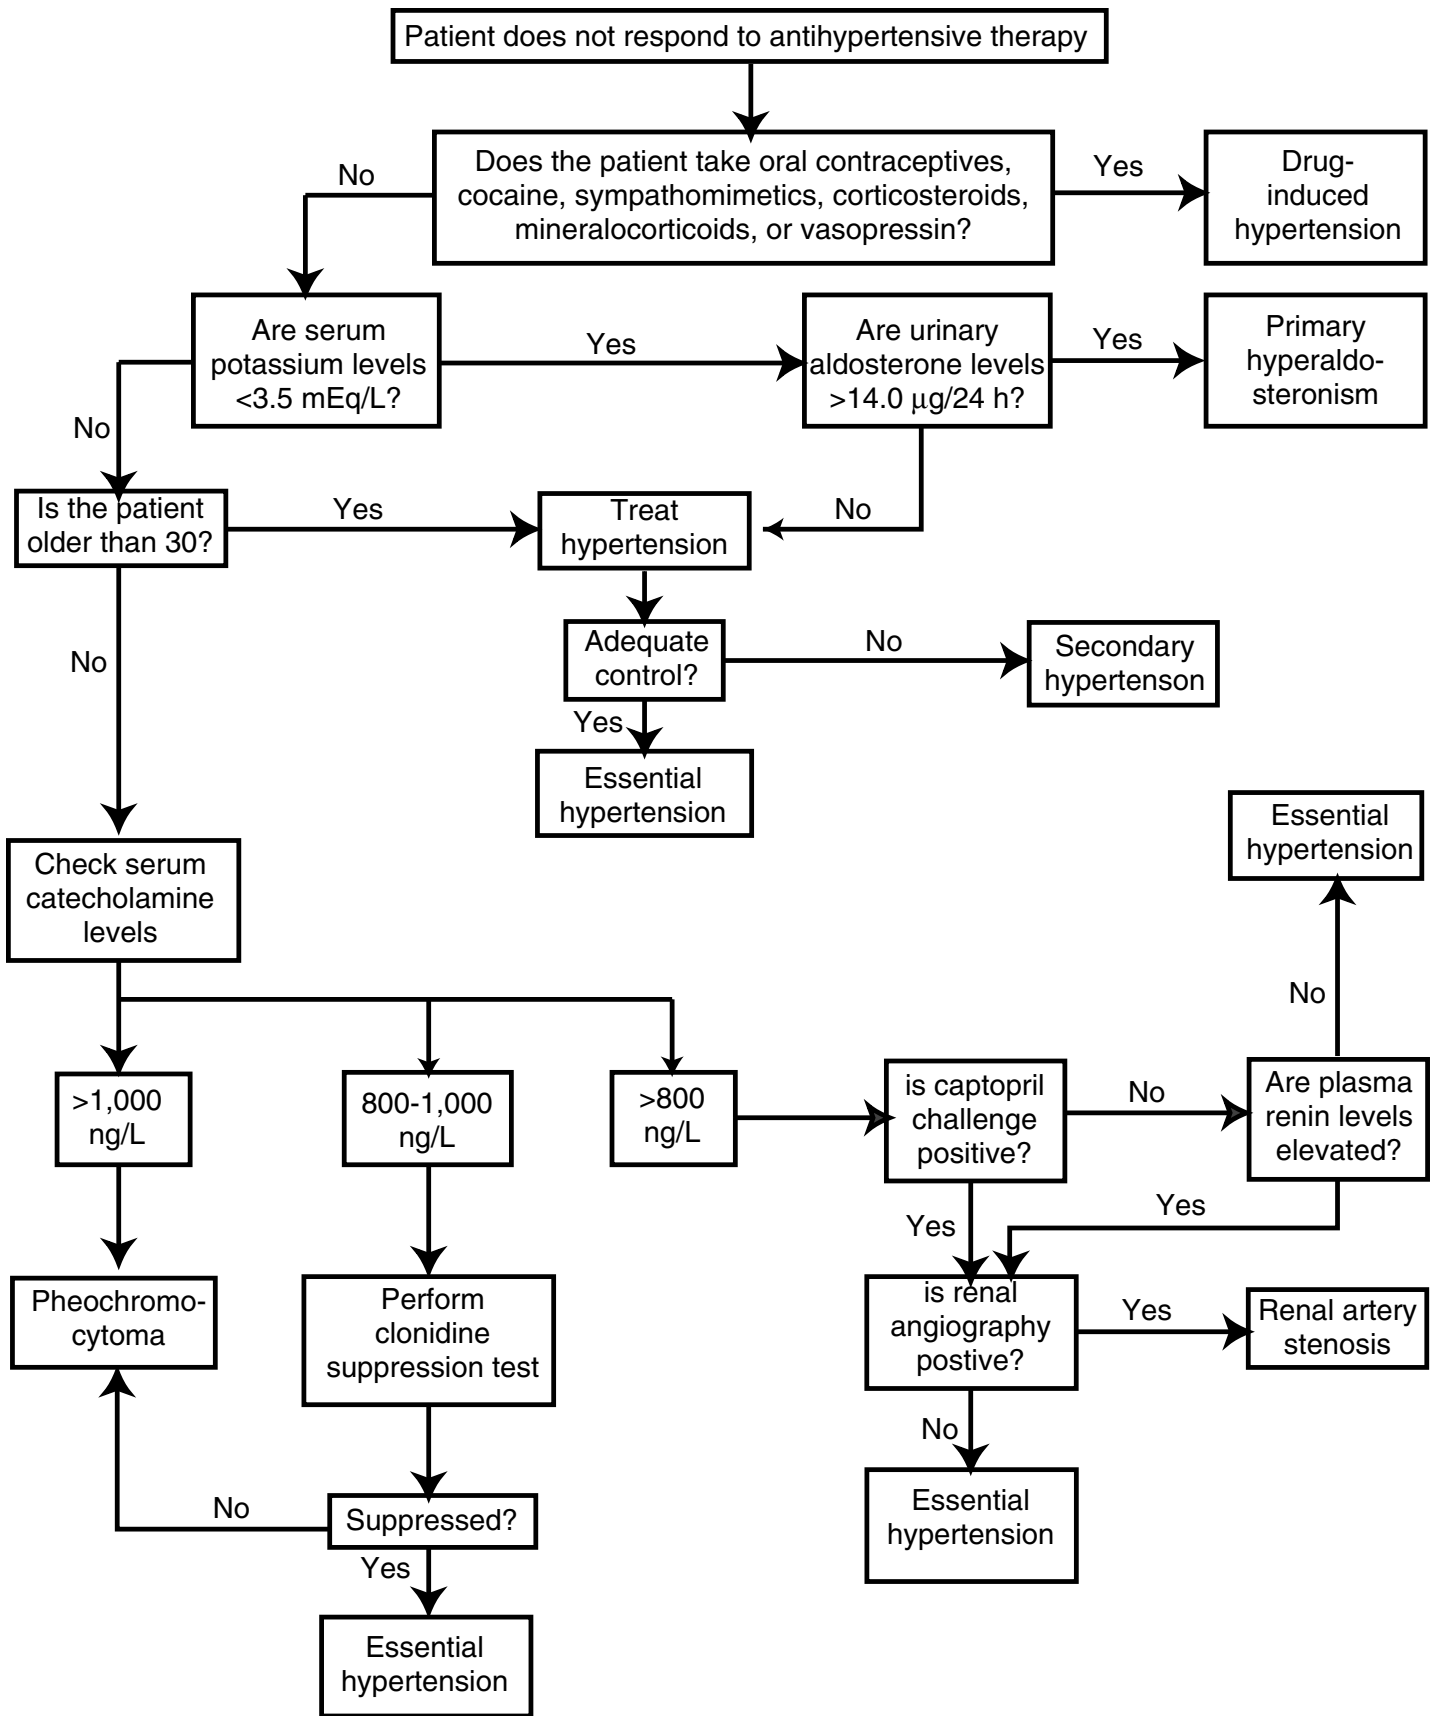 Patient does not respond to antihypertensive therapy
Does the patient take oral contraceptives,
cocaine, sympathomimetics, corticosteroids,
mineralocorticoids, or vasopressin?
No
Yes
Drug-
induced
hypertension
Are serum
potassium levels
<3.5 mEq/L?
Yes
Are urinary
aldosterone levels
>14.0 μg/24 h?
Yes
Primary
hyperaldo-
steronism
No
Is the patient
older than 30?
Yes
Treat
hypertension
No
Adequate
control?
No
Secondary
hypertenson
Yes
Essential
hypertension
No
Check serum
catecholamine
levels
>1,000
ng/L
800-1,000
ng/L
>800
ng/L
is captopril
challenge
positive?
No
Are plasma
renin levels
elevated?
No
Essential
hypertension
Yes
Yes
is renal
angiography
postive?
Yes
Renal artery
stenosis
No
Essential
hypertension
Pheochromo-
cytoma
Perform
clonidine
suppression test
Suppressed?
No
Yes
Essential
hypertension